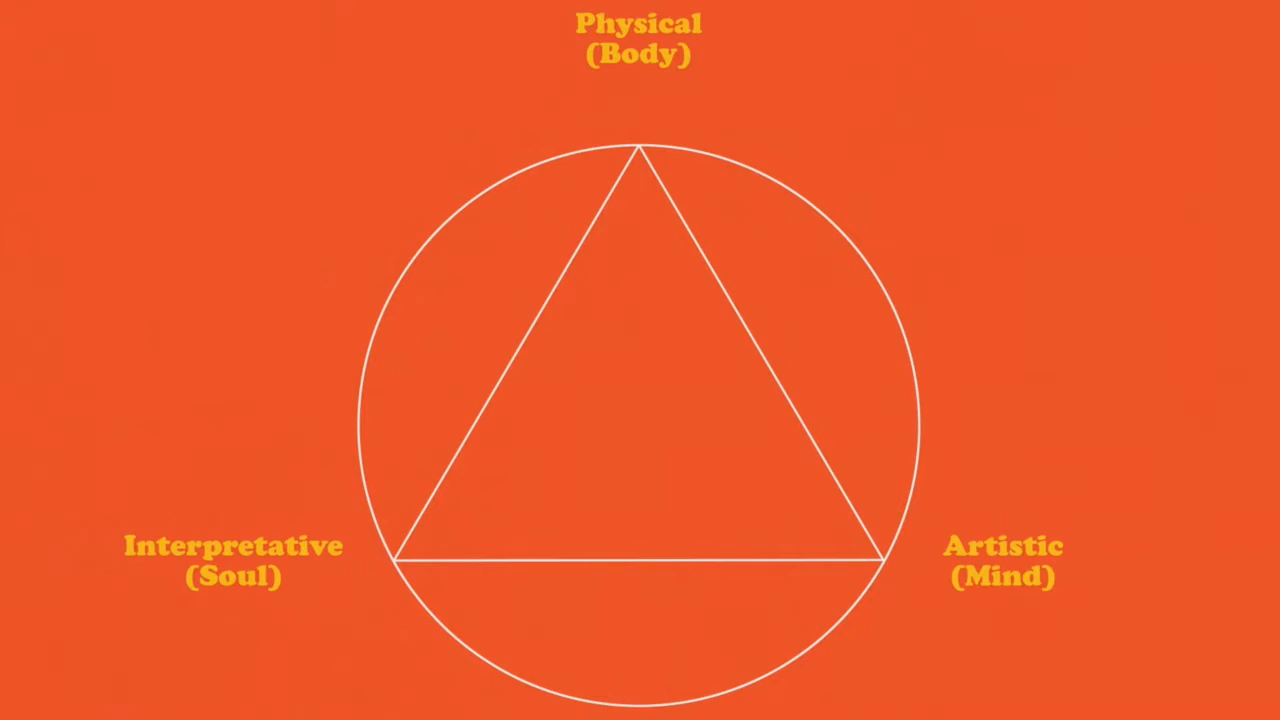 Physical
(Body)
Interpretative
(Soul)
Artistic
(Mind)